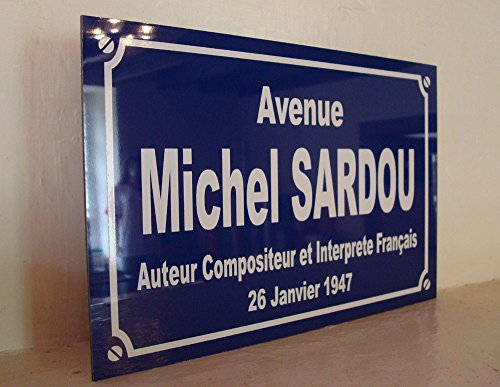 Avenue
Michel SARDOU
Auteur Compositeur et Interprete Français
26 Janvier 1947